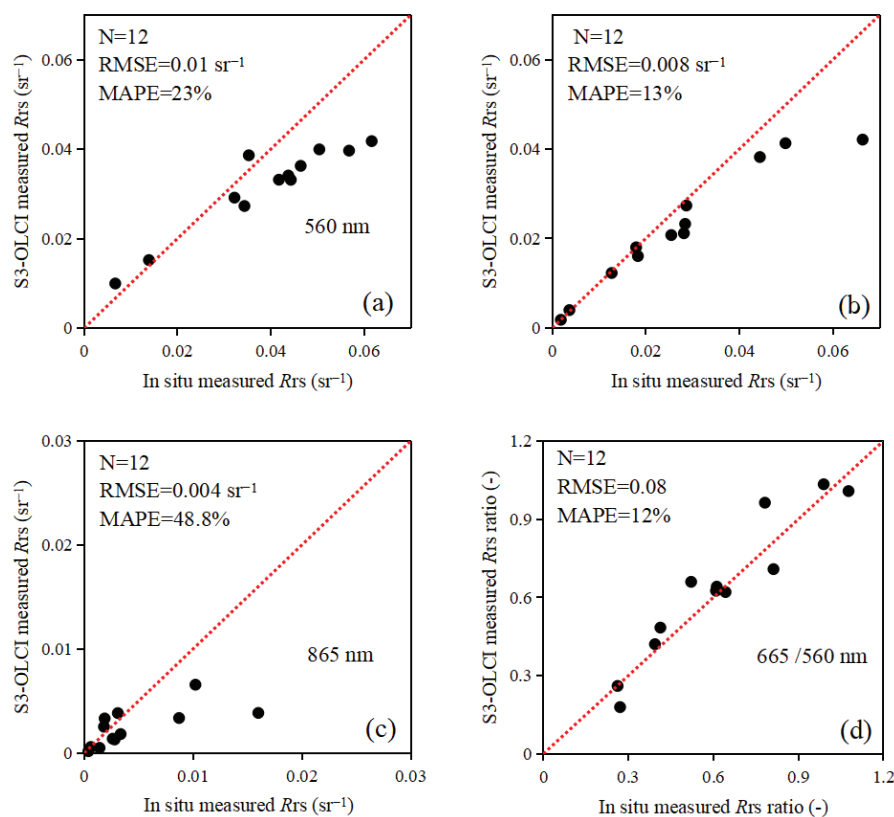 N=12
RMSE=0.01 sr⁻¹
MAPE=23%
560 nm
(a)
S3-OLCI measured Rrs (sr⁻¹)
0.06
0.04
0.02
0
0
0.02
0.04
0.06
In situ measured Rrs (sr⁻¹)
N=12
RMSE=0.008 sr⁻¹
MAPE=13%
(b)
S3-OLCI measured Rrs (sr⁻¹)
0.06
0.04
0.02
0
0
0.02
0.04
0.06
In situ measured Rrs (sr⁻¹)
N=12
RMSE=0.004 sr⁻¹
MAPE=48.8%
865 nm
(c)
S3-OLCI measured Rrs (sr⁻¹)
0.03
0.02
0.01
0
0
0.01
0.02
0.03
In situ measured Rrs (sr⁻¹)
N=12
RMSE=0.08
MAPE=12%
665 /560 nm
(d)
S3-OLCI measured Rrs ratio (-)
1.2
0.9
0.6
0.3
0
0
0.3
0.6
0.9
1.2
In situ measured Rrs ratio (-)